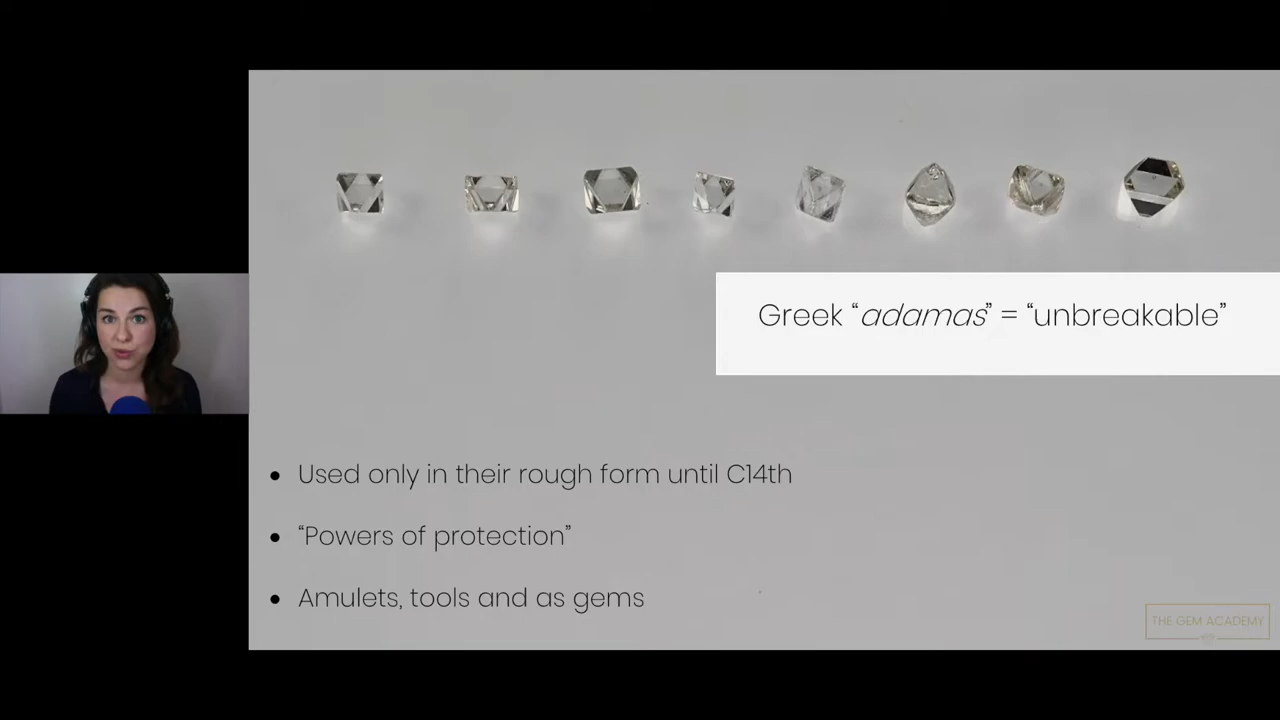 Greek “adamas” = “unbreakable”
• Used only in their rough form until C14th
• “Powers of protection”
• Amulets, tools and as gems
THE GEM ACADEMY